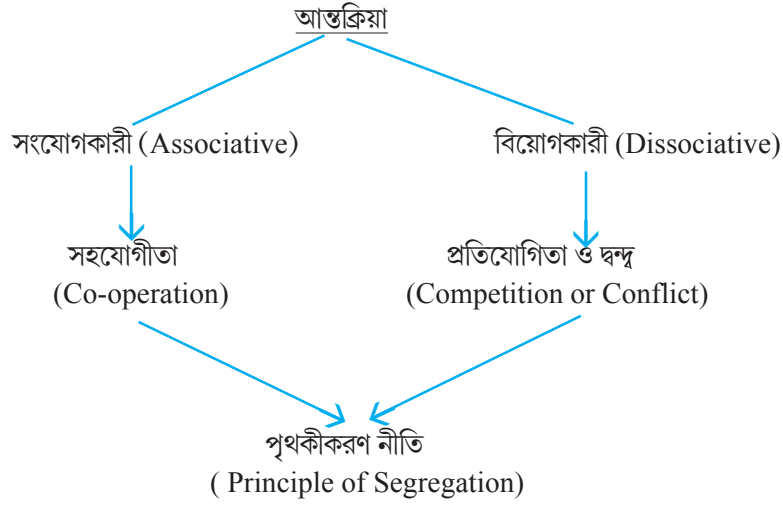 আন্তক্রিয়া
সংযোগকারী (Associative)
বিয়োগকারী (Dissociative)
সহযোগীতা
(Co-operation)
প্রতিযোগিতা ও দ্বন্দ্ব
(Competition or Conflict)
পৃথকীকরণ নীতি
( Principle of Segregation)